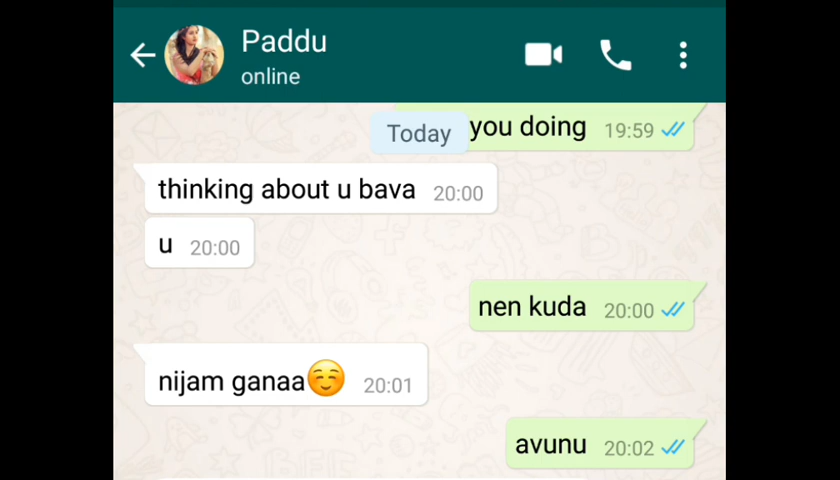 Paddu
online
you doing 19:59
Today
thinking about u bava 20:00
u 20:00
nen kuda 20:00
nijam ganaa☺️ 20:01
avunu 20:02